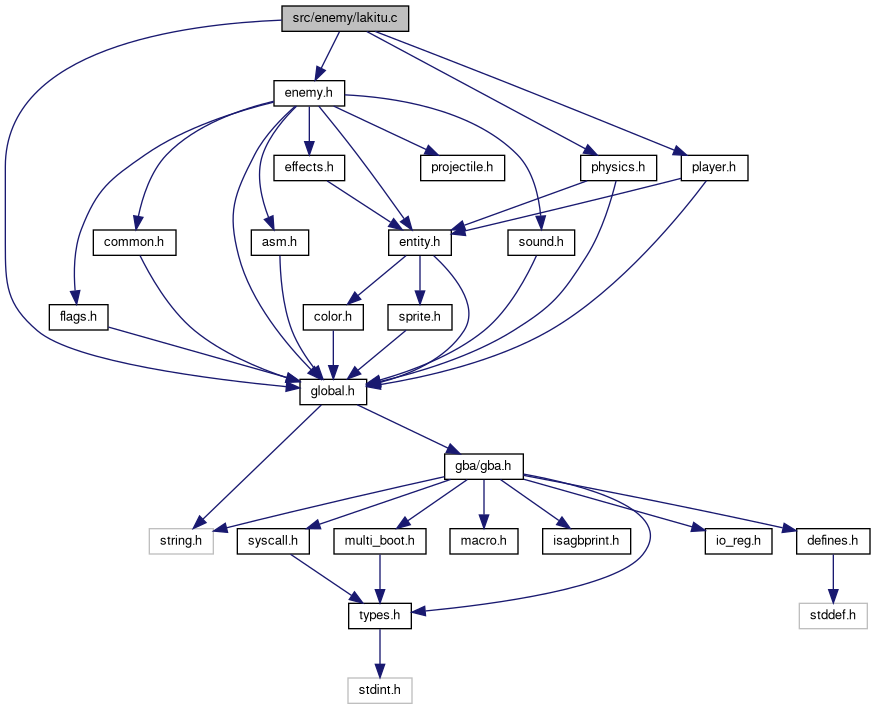 src/enemy/lakitu.c
enemy.h
effects.h
projectile.h
physics.h
player.h
common.h
asm.h
entity.h
sound.h
flags.h
color.h
sprite.h
global.h
gba/gba.h
string.h
syscall.h
multi_boot.h
macro.h
isagbprint.h
io_reg.h
defines.h
types.h
stddef.h
stdint.h